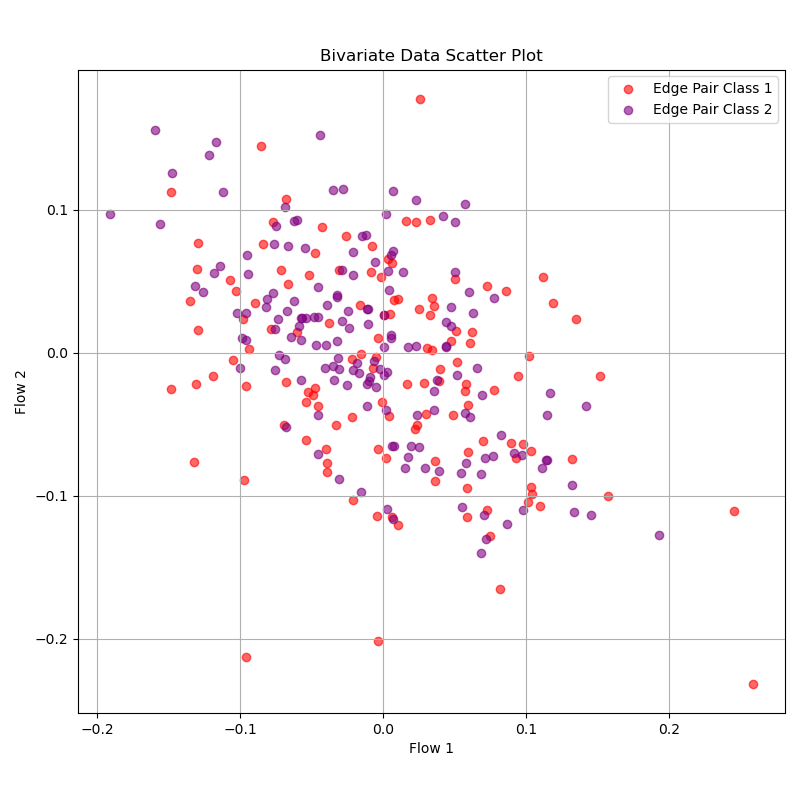 Bivariate Data Scatter Plot
Edge Pair Class 1
Edge Pair Class 2
0.1
0.0
−0.1
−0.2
Flow 2
−0.2
−0.1
0.0
0.1
0.2
Flow 1